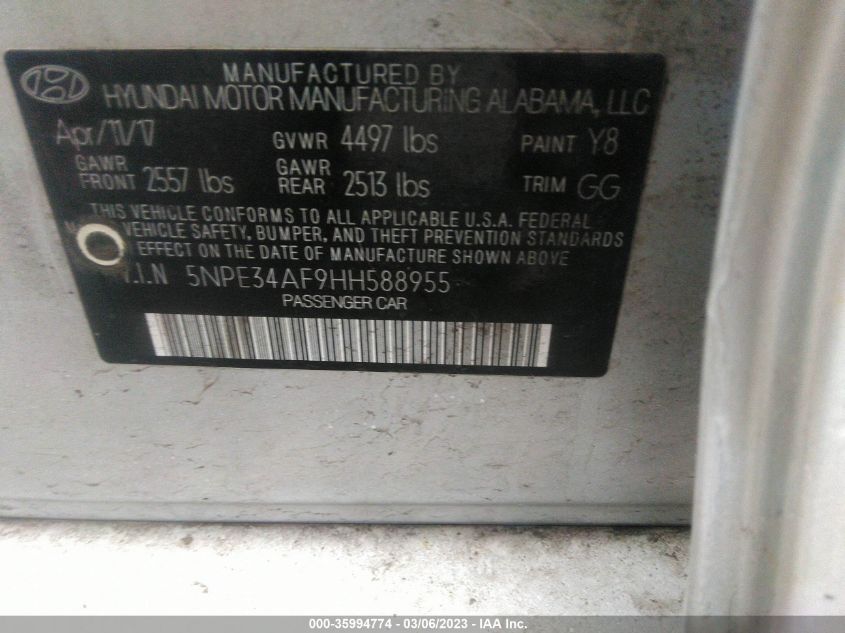 MANUFACTURED BY
HYUNDAI MOTOR MANUFACTURING ALABAMA, LLC
Apr/11/17 GVWR 4497 lbs PAINT Y8
GAWR FRONT 2557 lbs GAWR REAR 2513 lbs TRIM GG
THIS VEHICLE CONFORMS TO ALL APPLICABLE U.S.A. FEDERAL
VEHICLE SAFETY, BUMPER, AND THEFT PREVENTION STANDARDS
EFFECT ON THE DATE OF MANUFACTURE SHOWN ABOVE
V.I.N 5NPE34AF9HH588955
PASSENGER CAR
000-35994774 - 03/06/2023 - IAA Inc.